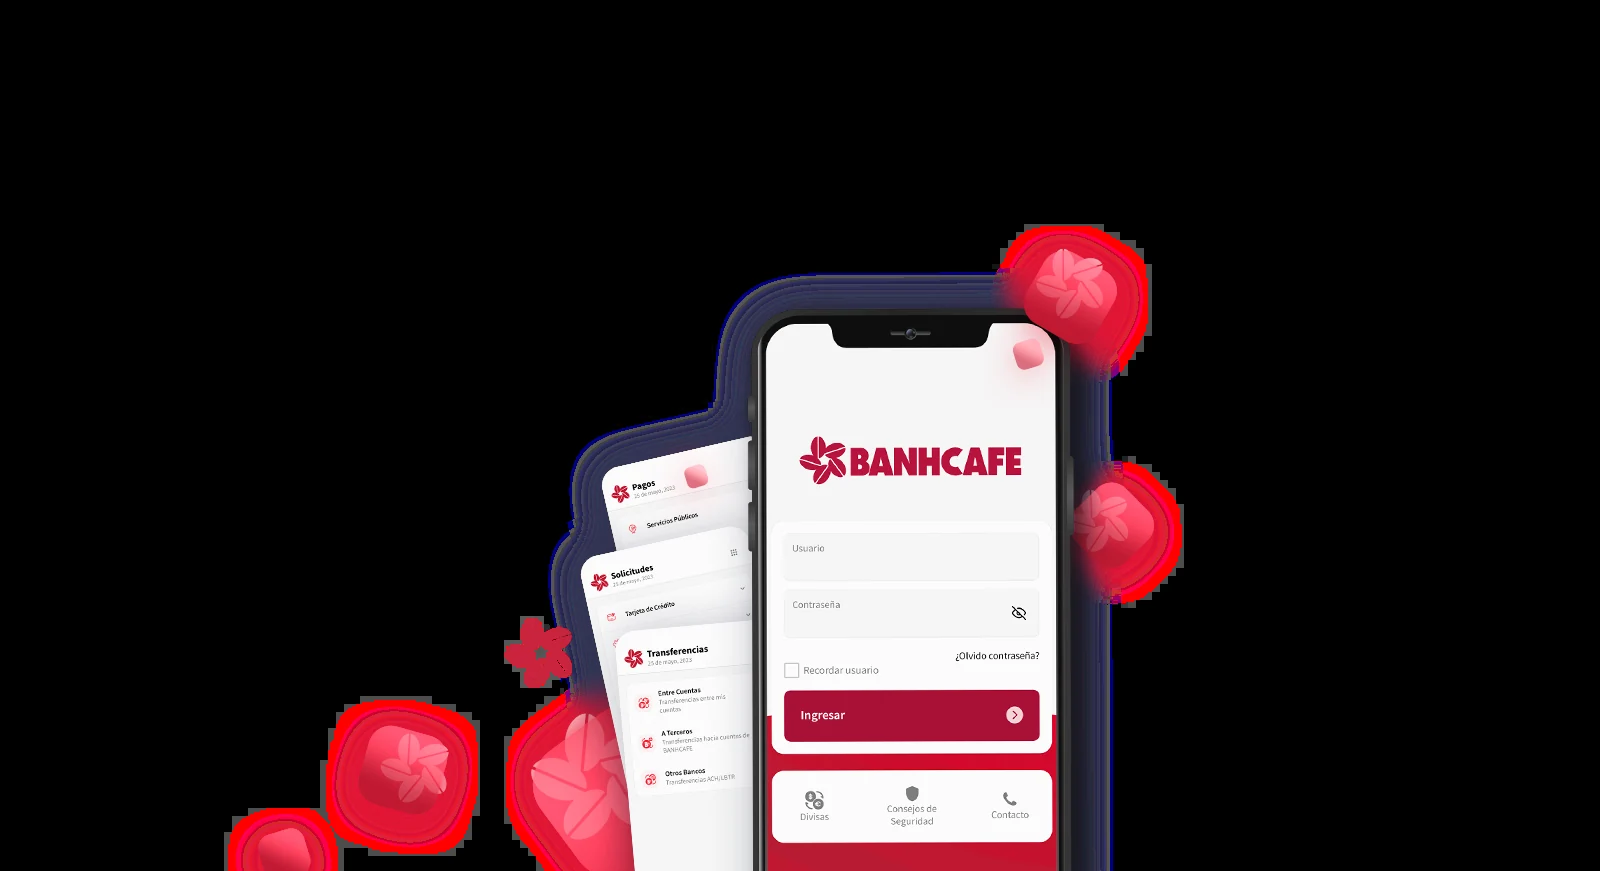 Pagos
25 de mayo, 2023
Servicios Públicos
Solicitudes
25 de mayo, 2023
Tarjeta de Crédito
Transferencias
25 de mayo, 2023
Entre Cuentas
Transferencias entre mis
cuentas
A Terceros
Transferencias hacia cuentas de
BANHCAFE
Otros Bancos
Transferencias ACH/LBTR
BANHCAFE
Usuario
Contraseña
¿Olvido contraseña?
Recordar usuario
Ingresar
Divisas
Consejos de
Seguridad
Contacto